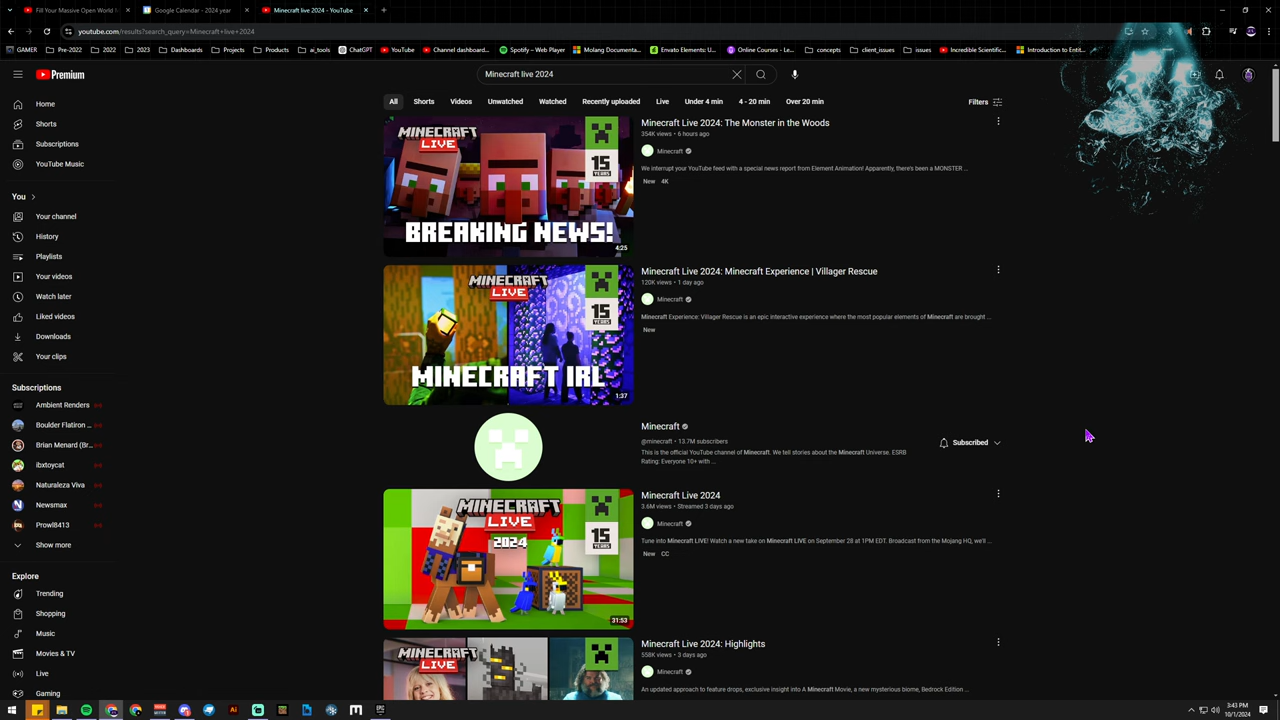 Fill Your Massive Open World
Google Calendar - 2024 year
Minecraft live 2024 - YouTube
youtube.com/results?search_query=Minecraft+live+2024
GAMER
Pre-2022
2022
2023
Dashboards
Projects
Products
ai_tools
ChatGPT
YouTube
Channel dashboard...
Spotify – Web Player
Molang Documenta...
Envato Elements: U...
Online Courses - Le...
concepts
client_issues
issues
Incredible Scientific...
Introduction to Entit...
Premium
Minecraft live 2024
All
Shorts
Videos
Unwatched
Watched
Recently uploaded
Live
Under 4 min
4 - 20 min
Over 20 min
Filters
Home
Shorts
Subscriptions
YouTube Music
You
Your channel
History
Playlists
Your videos
Watch later
Liked videos
Downloads
Your clips
Subscriptions
Ambient Renders
Boulder Flatiron ...
Brian Menard (Br...
ibxtoycat
Naturaleza Viva
Newsmax
Prowl8413
Show more
Explore
Trending
Shopping
Music
Movies & TV
Live
Gaming
MINECRAFT
LIVE
15
YEARS
BREAKING NEWS!
4:25
Minecraft Live 2024: The Monster in the Woods
354K views • 6 hours ago
Minecraft
We interrupt your YouTube feed with a special news report from Element Animation! Apparently, there's been a MONSTER ...
New 4K
MINECRAFT
LIVE
15
YEARS
MINECRAFT IRL
1:37
Minecraft Live 2024: Minecraft Experience | Villager Rescue
120K views • 1 day ago
Minecraft
Minecraft Experience: Villager Rescue is an epic interactive experience where the most popular elements of Minecraft are brought ...
New
Minecraft
@minecraft • 13.7M subscribers
This is the official YouTube channel of Minecraft. We tell stories about the Minecraft Universe. ESRB
Rating: Everyone 10+ with ...
Subscribed
MINECRAFT
LIVE
2024
15
YEARS
31:53
Minecraft Live 2024
3.6M views • Streamed 3 days ago
Minecraft
Tune into Minecraft LIVE! Watch a new take on Minecraft LIVE on September 28 at 1PM EDT. Broadcast from the Mojang HQ, we'll ...
New CC
MINECRAFT
LIVE
15
Minecraft Live 2024: Highlights
558K views • 3 days ago
Minecraft
An updated approach to feature drops, exclusive insight into A Minecraft Movie, a new mysterious biome, Bedrock Edition ...
3:43 PM
10/1/2024